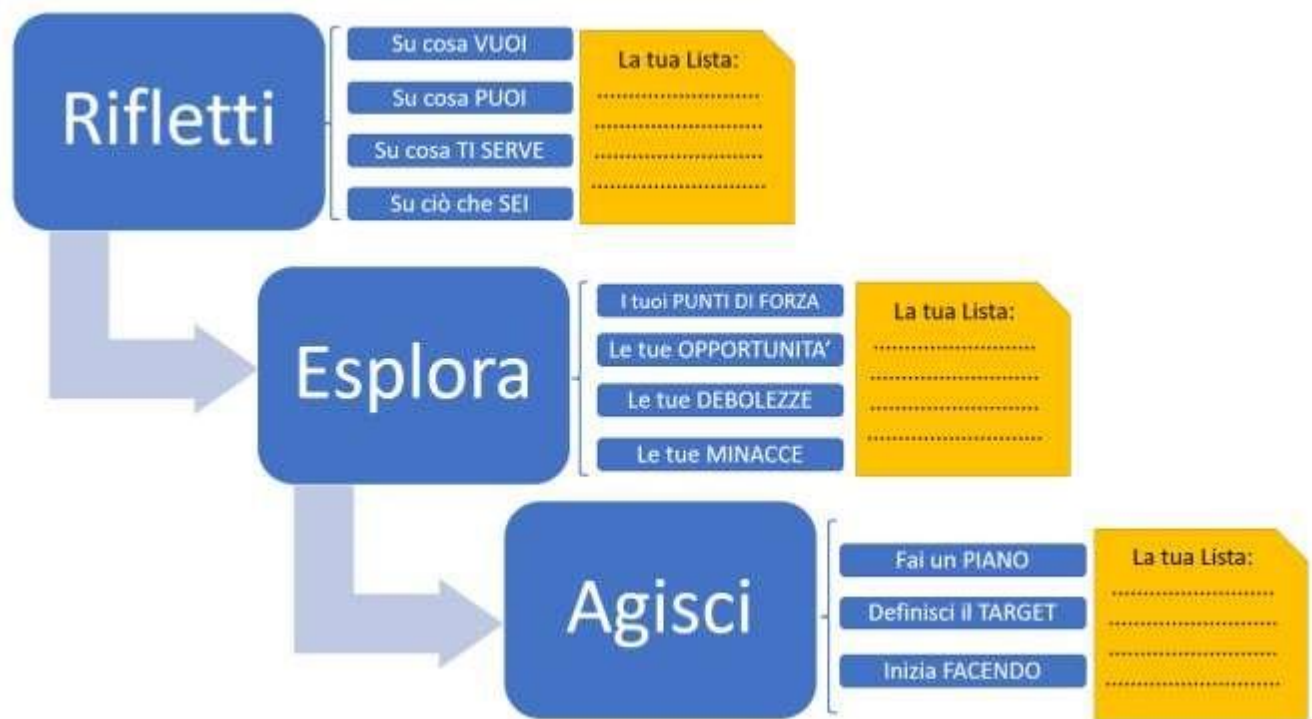 Rifletti
Su cosa VUOI
Su cosa PUOI
Su cosa TI SERVE
Su ciò che SEI
La tua Lista:
............................
............................
............................
..............................
Esplora
I tuoi PUNTI DI FORZA
Le tue OPPORTUNITA'
Le tue DEBOLEZZE
Le tue MINACCE
La tua Lista:
............................
............................
............................
..............................
Agisci
Fai un PIANO
Definisci il TARGET
Inizia FACENDO
La tua Lista:
............................
............................
............................
..............................